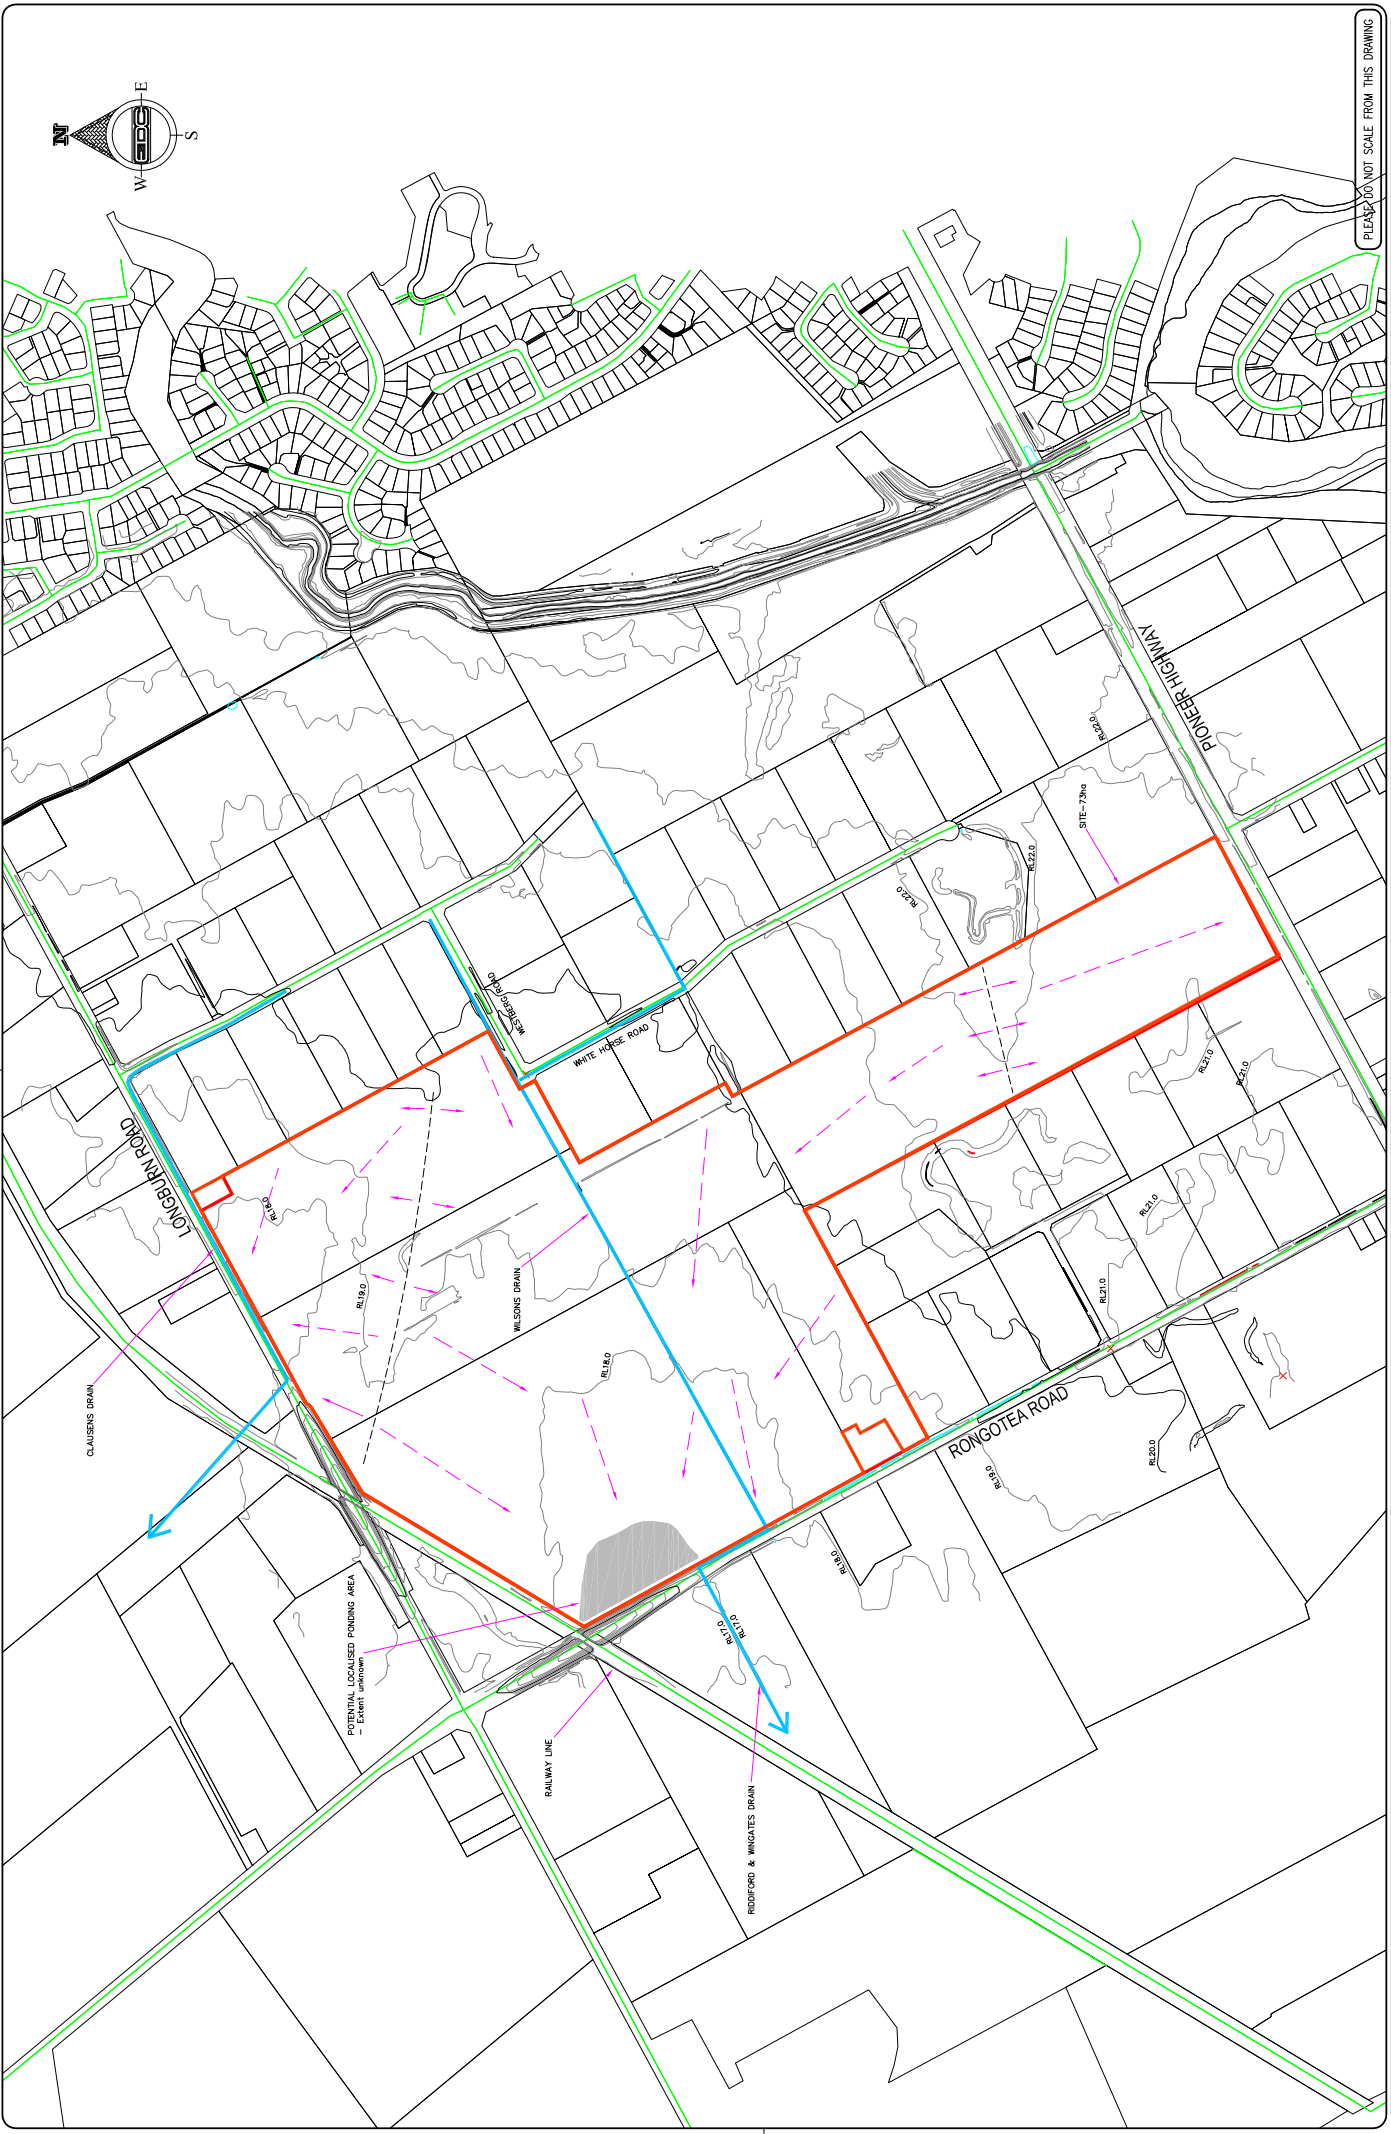 PLEASE DO NOT SCALE FROM THIS DRAWING
N
W
E
S
GDC
PIONEER HIGHWAY
RL22.0
SITE-73ha
RL22.0
RL22.0
WESTBERG ROAD
WHITE HORSE ROAD
RL21.0
RL21.0
LONGBURN ROAD
RL18.0
RL21.0
RL19.0
WILSONS DRAIN
RL21.0
RL18.0
CLAUSENS DRAIN
RONGOTEA ROAD
RL19.0
RL20.0
RL18.0
POTENTIAL LOCALISED PONDING AREA
- Extent unknown
RL17.0
RL17.0
RAILWAY LINE
RIDDIFORD & WINGATES DRAIN